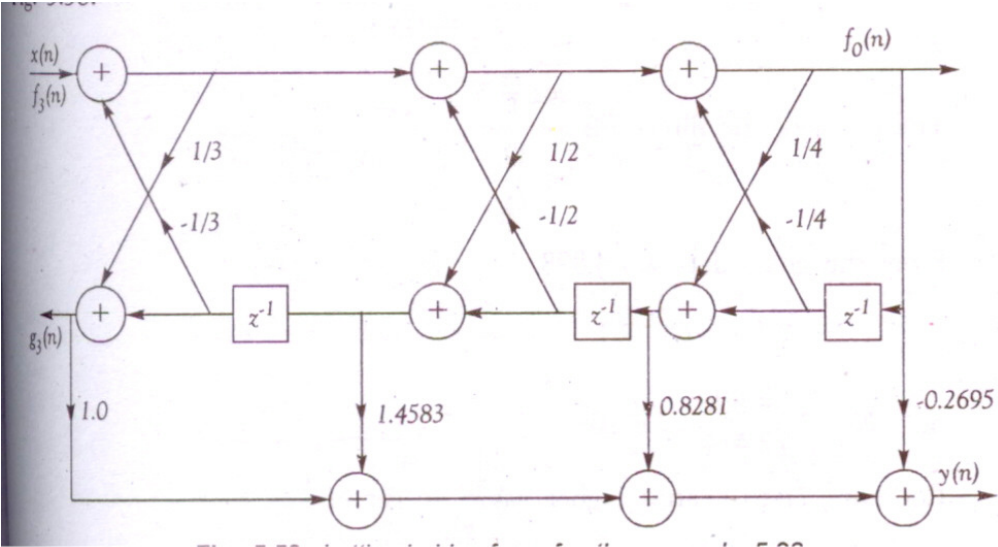 x(n)
f3(n)
+
+
+
f0(n)
1/3
-1/3
1/2
-1/2
1/4
-1/4
g3(n)
+
z-1
+
z-1
+
z-1
1.0
1.4583
0.8281
-0.2695
+
+
+
y(n)